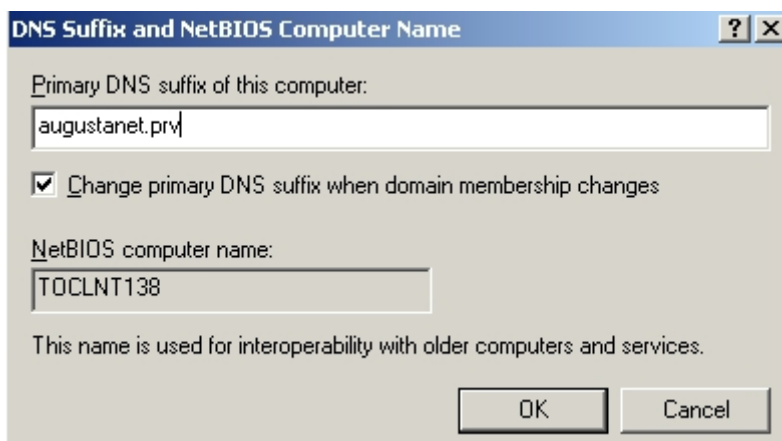 DNS Suffix and NetBIOS Computer Name
Primary DNS suffix of this computer:
augustanet.prv
Change primary DNS suffix when domain membership changes
NetBIOS computer name:
TOCLNT138
This name is used for interoperability with older computers and services.
OK Cancel